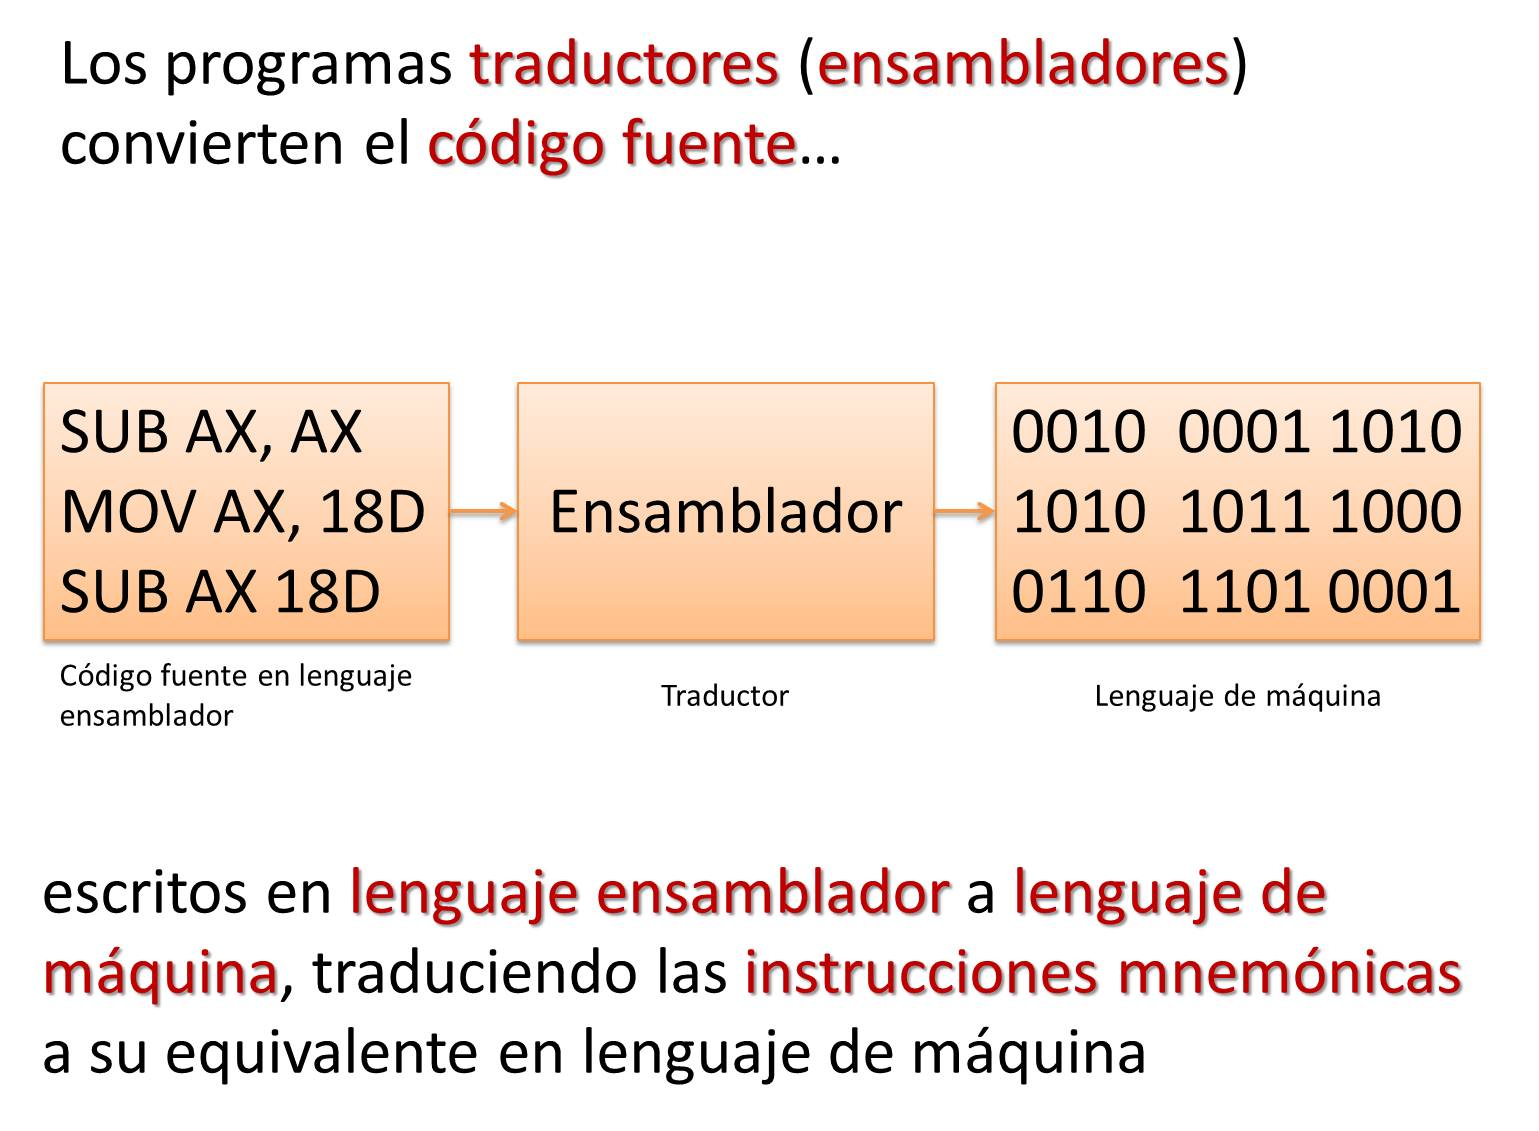 Los programas traductores (ensambladores)
convierten el código fuente...
SUB AX, AX
MOV AX, 18D
SUB AX 18D
Ensamblador
0010  0001 1010
1010  1011 1000
0110  1101 0001
Código fuente en lenguaje
ensamblador
Traductor
Lenguaje de máquina
escritos en lenguaje ensamblador a lenguaje de
máquina, traduciendo las instrucciones mnemónicas
a su equivalente en lenguaje de máquina